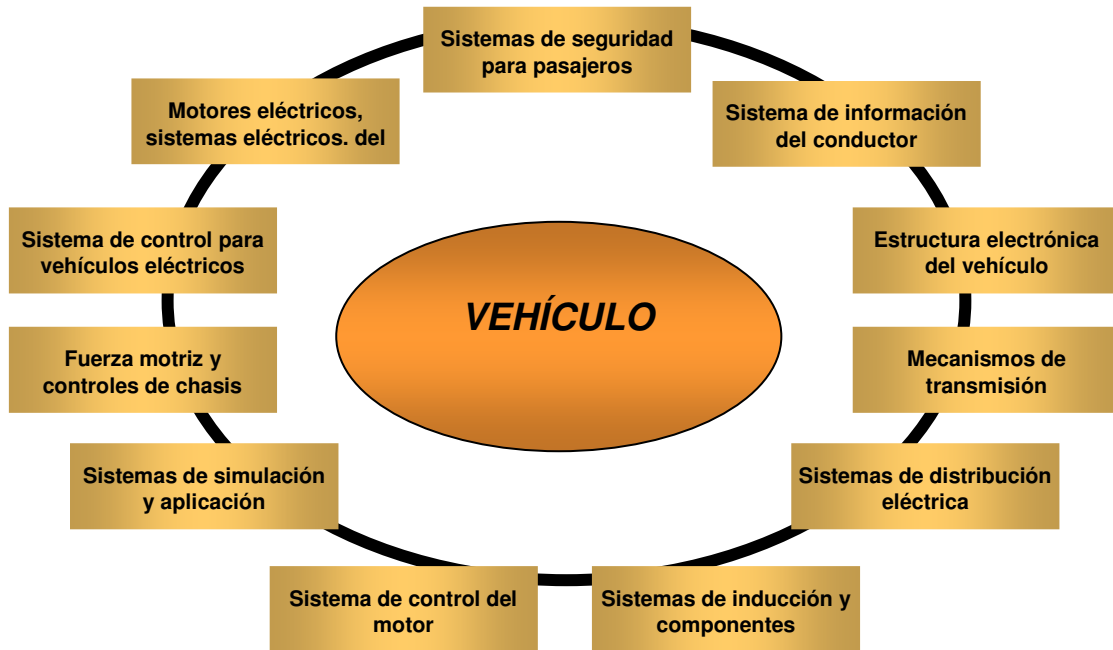 Sistemas de seguridad
para pasajeros
Motores eléctricos,
sistemas eléctricos. del
Sistema de información
del conductor
Sistema de control para
vehículos eléctricos
Estructura electrónica
del vehículo
VEHÍCULO
Fuerza motriz y
controles de chasis
Mecanismos de
transmisión
Sistemas de simulación
y aplicación
Sistemas de distribución
eléctrica
Sistema de control del
motor
Sistemas de inducción y
componentes